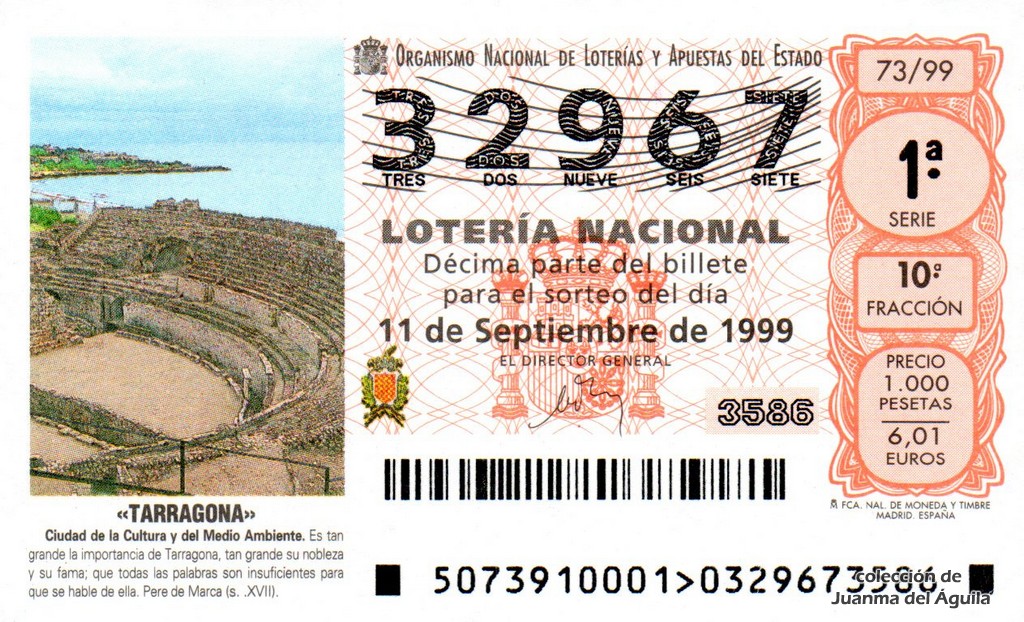 ORGANISMO NACIONAL DE LOTERÍAS Y APUESTAS DEL ESTADO
32967
TRES DOS NUEVE SEIS SIETE
LOTERÍA NACIONAL
Décima parte del billete
para el sorteo del día
11 de Septiembre de 1999
EL DIRECTOR GENERAL
3586
73/99
1ª
SERIE
10ª
FRACCIÓN
PRECIO
1.000
PESETAS
6,01
EUROS
FCA. NAL. DE MONEDA Y TIMBRE
MADRID. ESPAÑA
«TARRAGONA»
Ciudad de la Cultura y del Medio Ambiente. Es tan
grande la importancia de Tarragona, tan grande su nobleza
y su fama; que todas las palabras son insuficientes para
que se hable de ella. Pere de Marca (s. .XVII).
5073910001>0329673586
colección de
Juanma del Águila